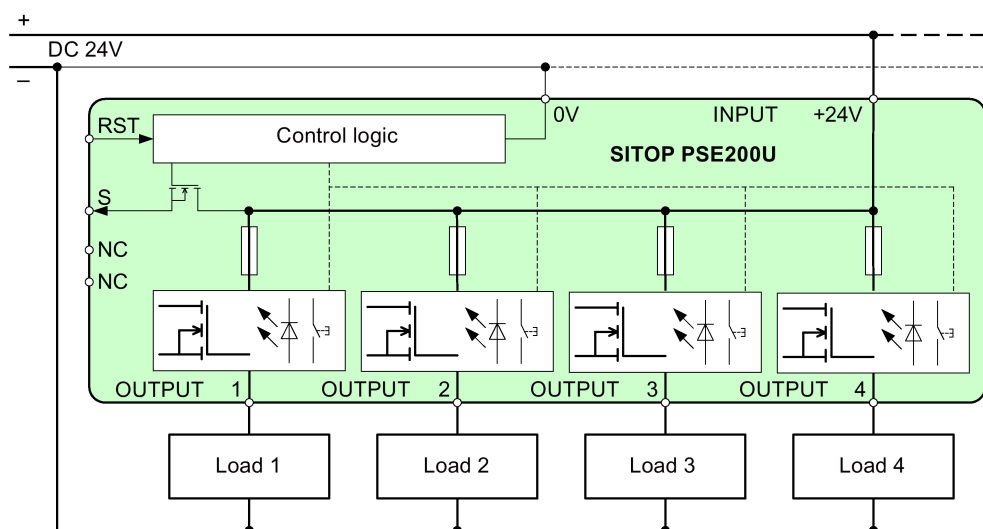 +
DC 24V
–
0V
INPUT +24V
RST
Control logic
SITOP PSE200U
S
NC
NC
OUTPUT 1
OUTPUT 2
OUTPUT 3
OUTPUT 4
Load 1
Load 2
Load 3
Load 4